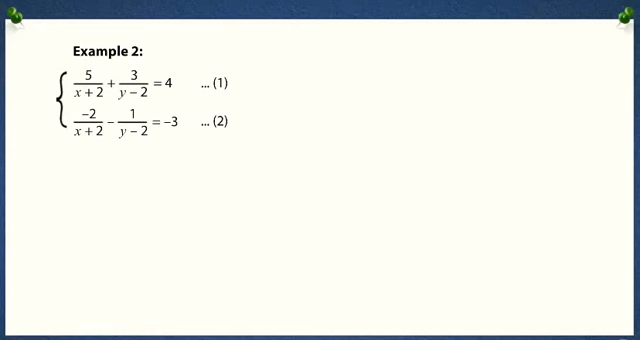 Example 2:
5/(x + 2) + 3/(y – 2) = 4 ... (1)
–2/(x + 2) – 1/(y – 2) = –3 ... (2)